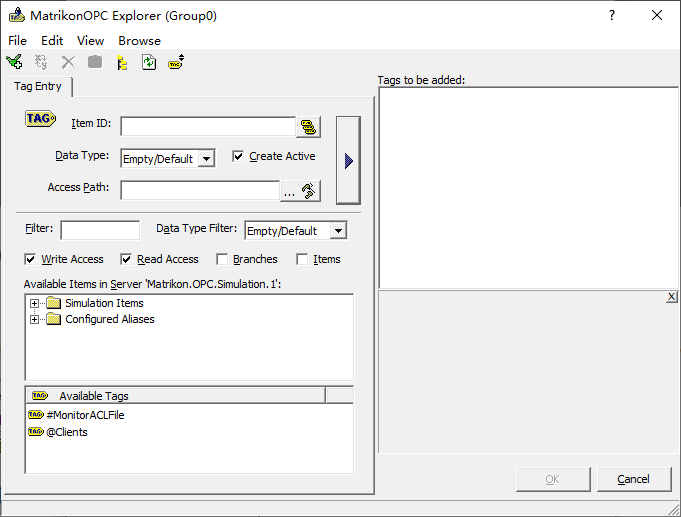 MatrikonOPC Explorer (Group0)
File Edit View Browse
Tag Entry
Tags to be added:
TAG Item ID:
Data Type: Empty/Default Create Active
Access Path: ...
Filter: Data Type Filter: Empty/Default
Write Access Read Access Branches Items
Available Items in Server 'Matrikon.OPC.Simulation.1':
Simulation Items
Configured Aliases
Available Tags
#MonitorACLFile
@Clients
OK Cancel